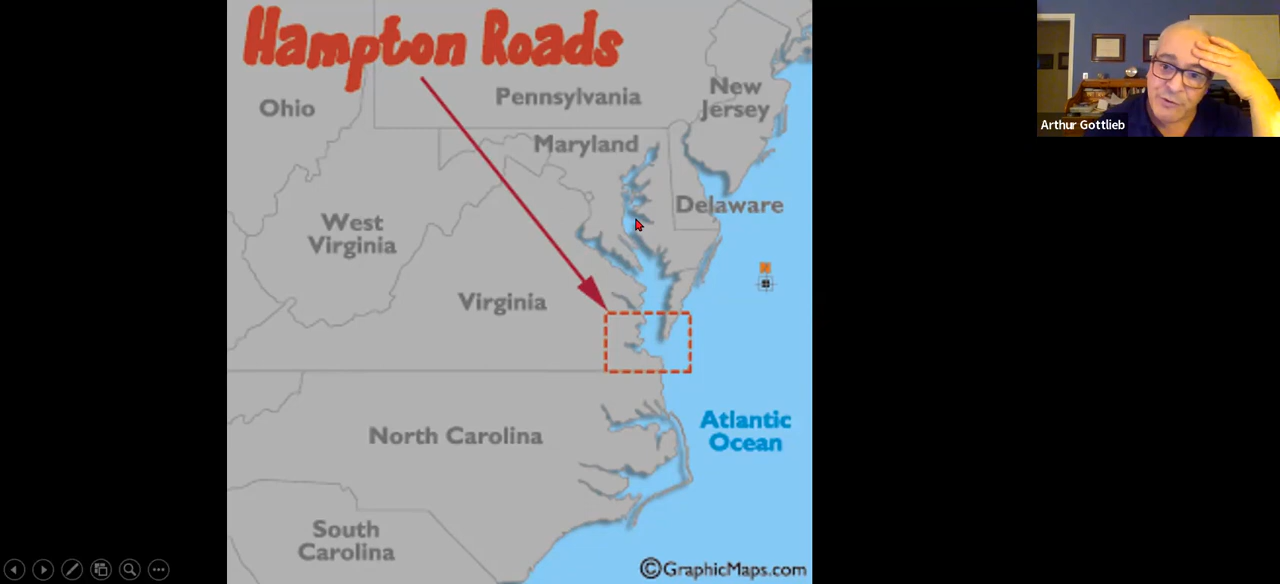 Hampton Roads
Ohio
Pennsylvania
New
Jersey
Maryland
Delaware
West
Virginia
Virginia
Atlantic
Ocean
North Carolina
South
Carolina
©GraphicMaps.com
Arthur Gottlieb